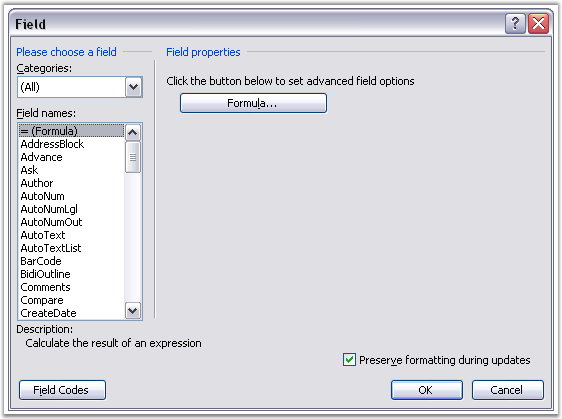 Field
Please choose a field
Categories:
(All)
Field names:
= (Formula)
AddressBlock
Advance
Ask
Author
AutoNum
AutoNumLgl
AutoNumOut
AutoText
AutoTextList
BarCode
BidiOutline
Comments
Compare
CreateDate
Field properties
Click the button below to set advanced field options
Formula...
Description:
Calculate the result of an expression
Preserve formatting during updates
Field Codes
OK
Cancel